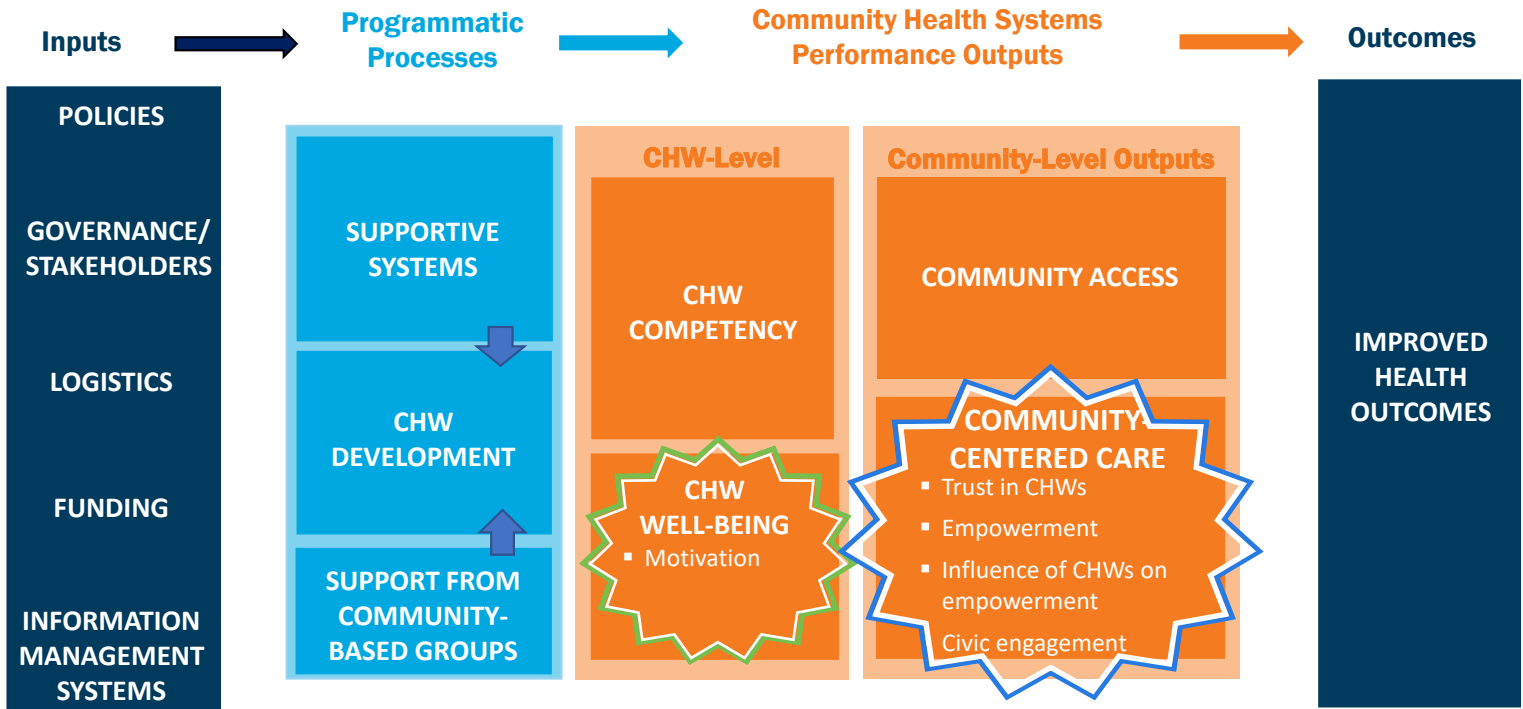 Inputs
Programmatic
Processes
Community Health Systems
Performance Outputs
Outcomes
POLICIES
GOVERNANCE/
STAKEHOLDERS
LOGISTICS
FUNDING
INFORMATION
MANAGEMENT
SYSTEMS
SUPPORTIVE
SYSTEMS
CHW
DEVELOPMENT
SUPPORT FROM
COMMUNITY-
BASED GROUPS
CHW-Level
CHW
COMPETENCY
CHW
WELL-BEING
▪ Motivation
Community-Level Outputs
COMMUNITY ACCESS
COMMUNITY-
CENTERED CARE
▪ Trust in CHWs
▪ Empowerment
▪ Influence of CHWs on
empowerment
Civic engagement
IMPROVED
HEALTH
OUTCOMES